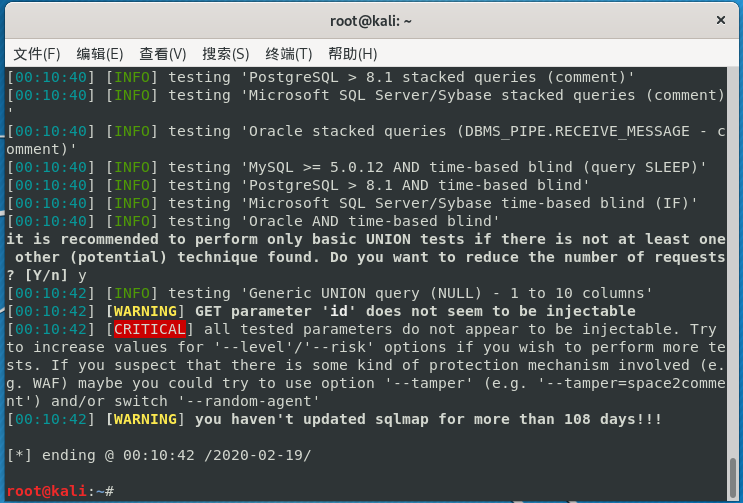 root@kali: ~
×
文件(F) 编辑(E) 查看(V) 搜索(S) 终端(T) 帮助(H)
[00:10:40] [INFO] testing 'PostgreSQL > 8.1 stacked queries (comment)'
[00:10:40] [INFO] testing 'Microsoft SQL Server/Sybase stacked queries (comment)
'
[00:10:40] [INFO] testing 'Oracle stacked queries (DBMS_PIPE.RECEIVE_MESSAGE - c
omment)'
[00:10:40] [INFO] testing 'MySQL >= 5.0.12 AND time-based blind (query SLEEP)'
[00:10:40] [INFO] testing 'PostgreSQL > 8.1 AND time-based blind'
[00:10:40] [INFO] testing 'Microsoft SQL Server/Sybase time-based blind (IF)'
[00:10:40] [INFO] testing 'Oracle AND time-based blind'
it is recommended to perform only basic UNION tests if there is not at least one
 other (potential) technique found. Do you want to reduce the number of requests
? [Y/n] y
[00:10:42] [INFO] testing 'Generic UNION query (NULL) - 1 to 10 columns'
[00:10:42] [WARNING] GET parameter 'id' does not seem to be injectable
[00:10:42] [CRITICAL] all tested parameters do not appear to be injectable. Try
to increase values for '--level'/'--risk' options if you wish to perform more te
sts. If you suspect that there is some kind of protection mechanism involved (e.
g. WAF) maybe you could try to use option '--tamper' (e.g. '--tamper=space2comme
nt') and/or switch '--random-agent'
[00:10:42] [WARNING] you haven't updated sqlmap for more than 108 days!!!
[*] ending @ 00:10:42 /2020-02-19/
root@kali:~#